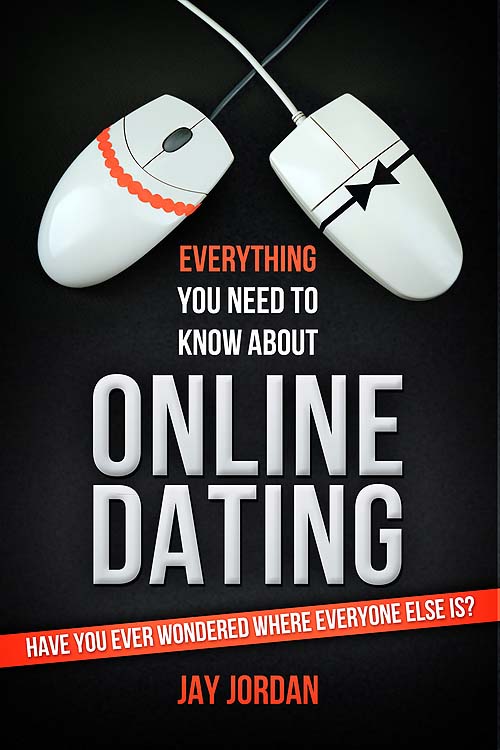 EVERYTHING
YOU NEED TO
KNOW ABOUT
ONLINE
DATING
HAVE YOU EVER WONDERED WHERE EVERYONE ELSE IS?
JAY JORDAN